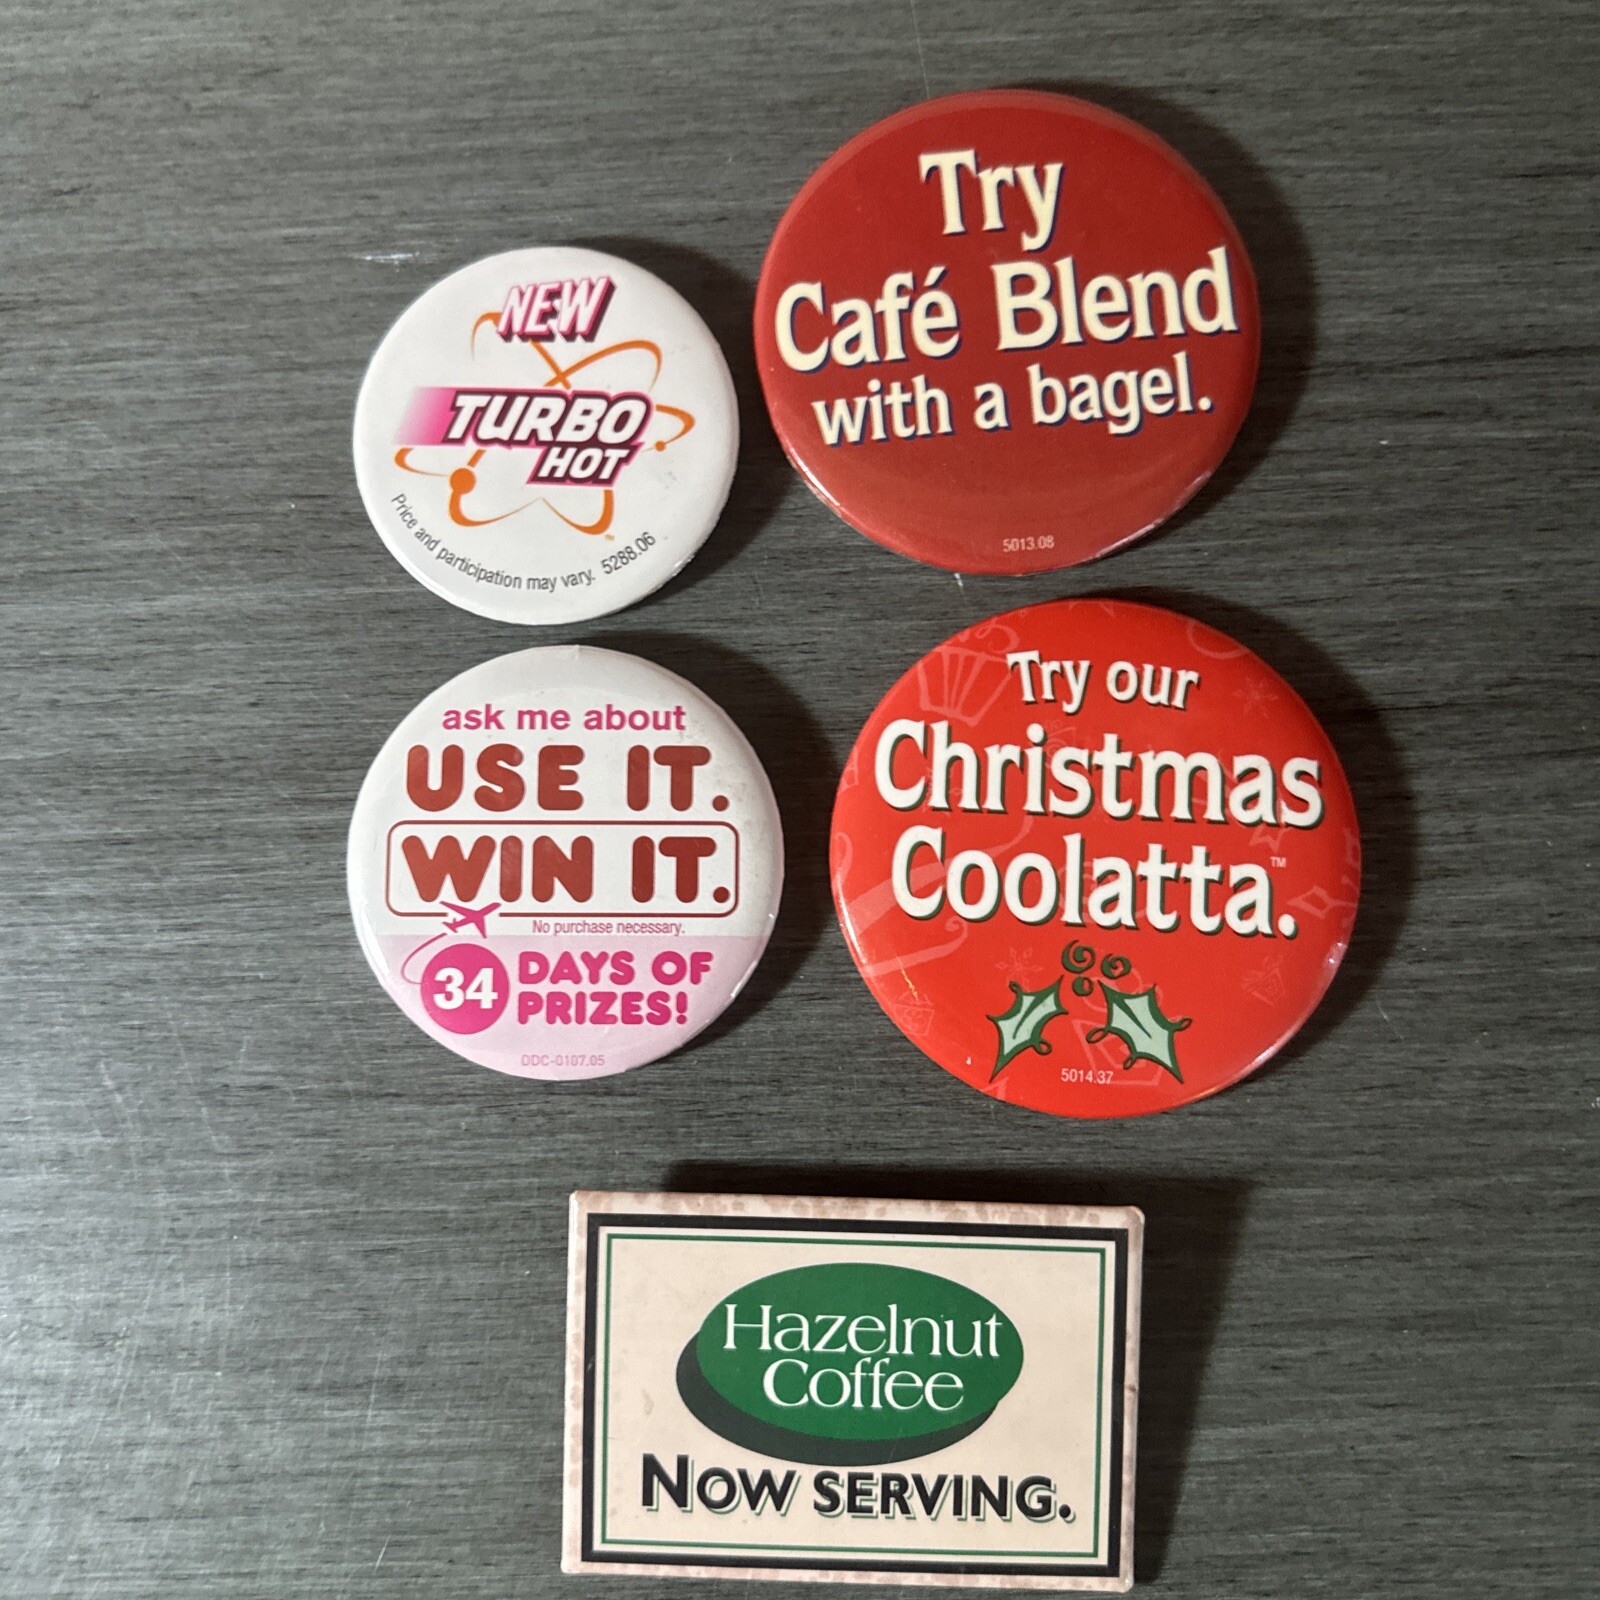 NEW
TURBO
HOT
™
Price and participation may vary. 5288.06
Try
Café Blend
with a bagel.
5013.08
ask me about
USE IT.
WIN IT.
No purchase necessary.
34 DAYS OF
PRIZES!
DDC-0107.05
Try our
Christmas
Coolatta.™
5014.37
Hazelnut
Coffee
NOW SERVING.